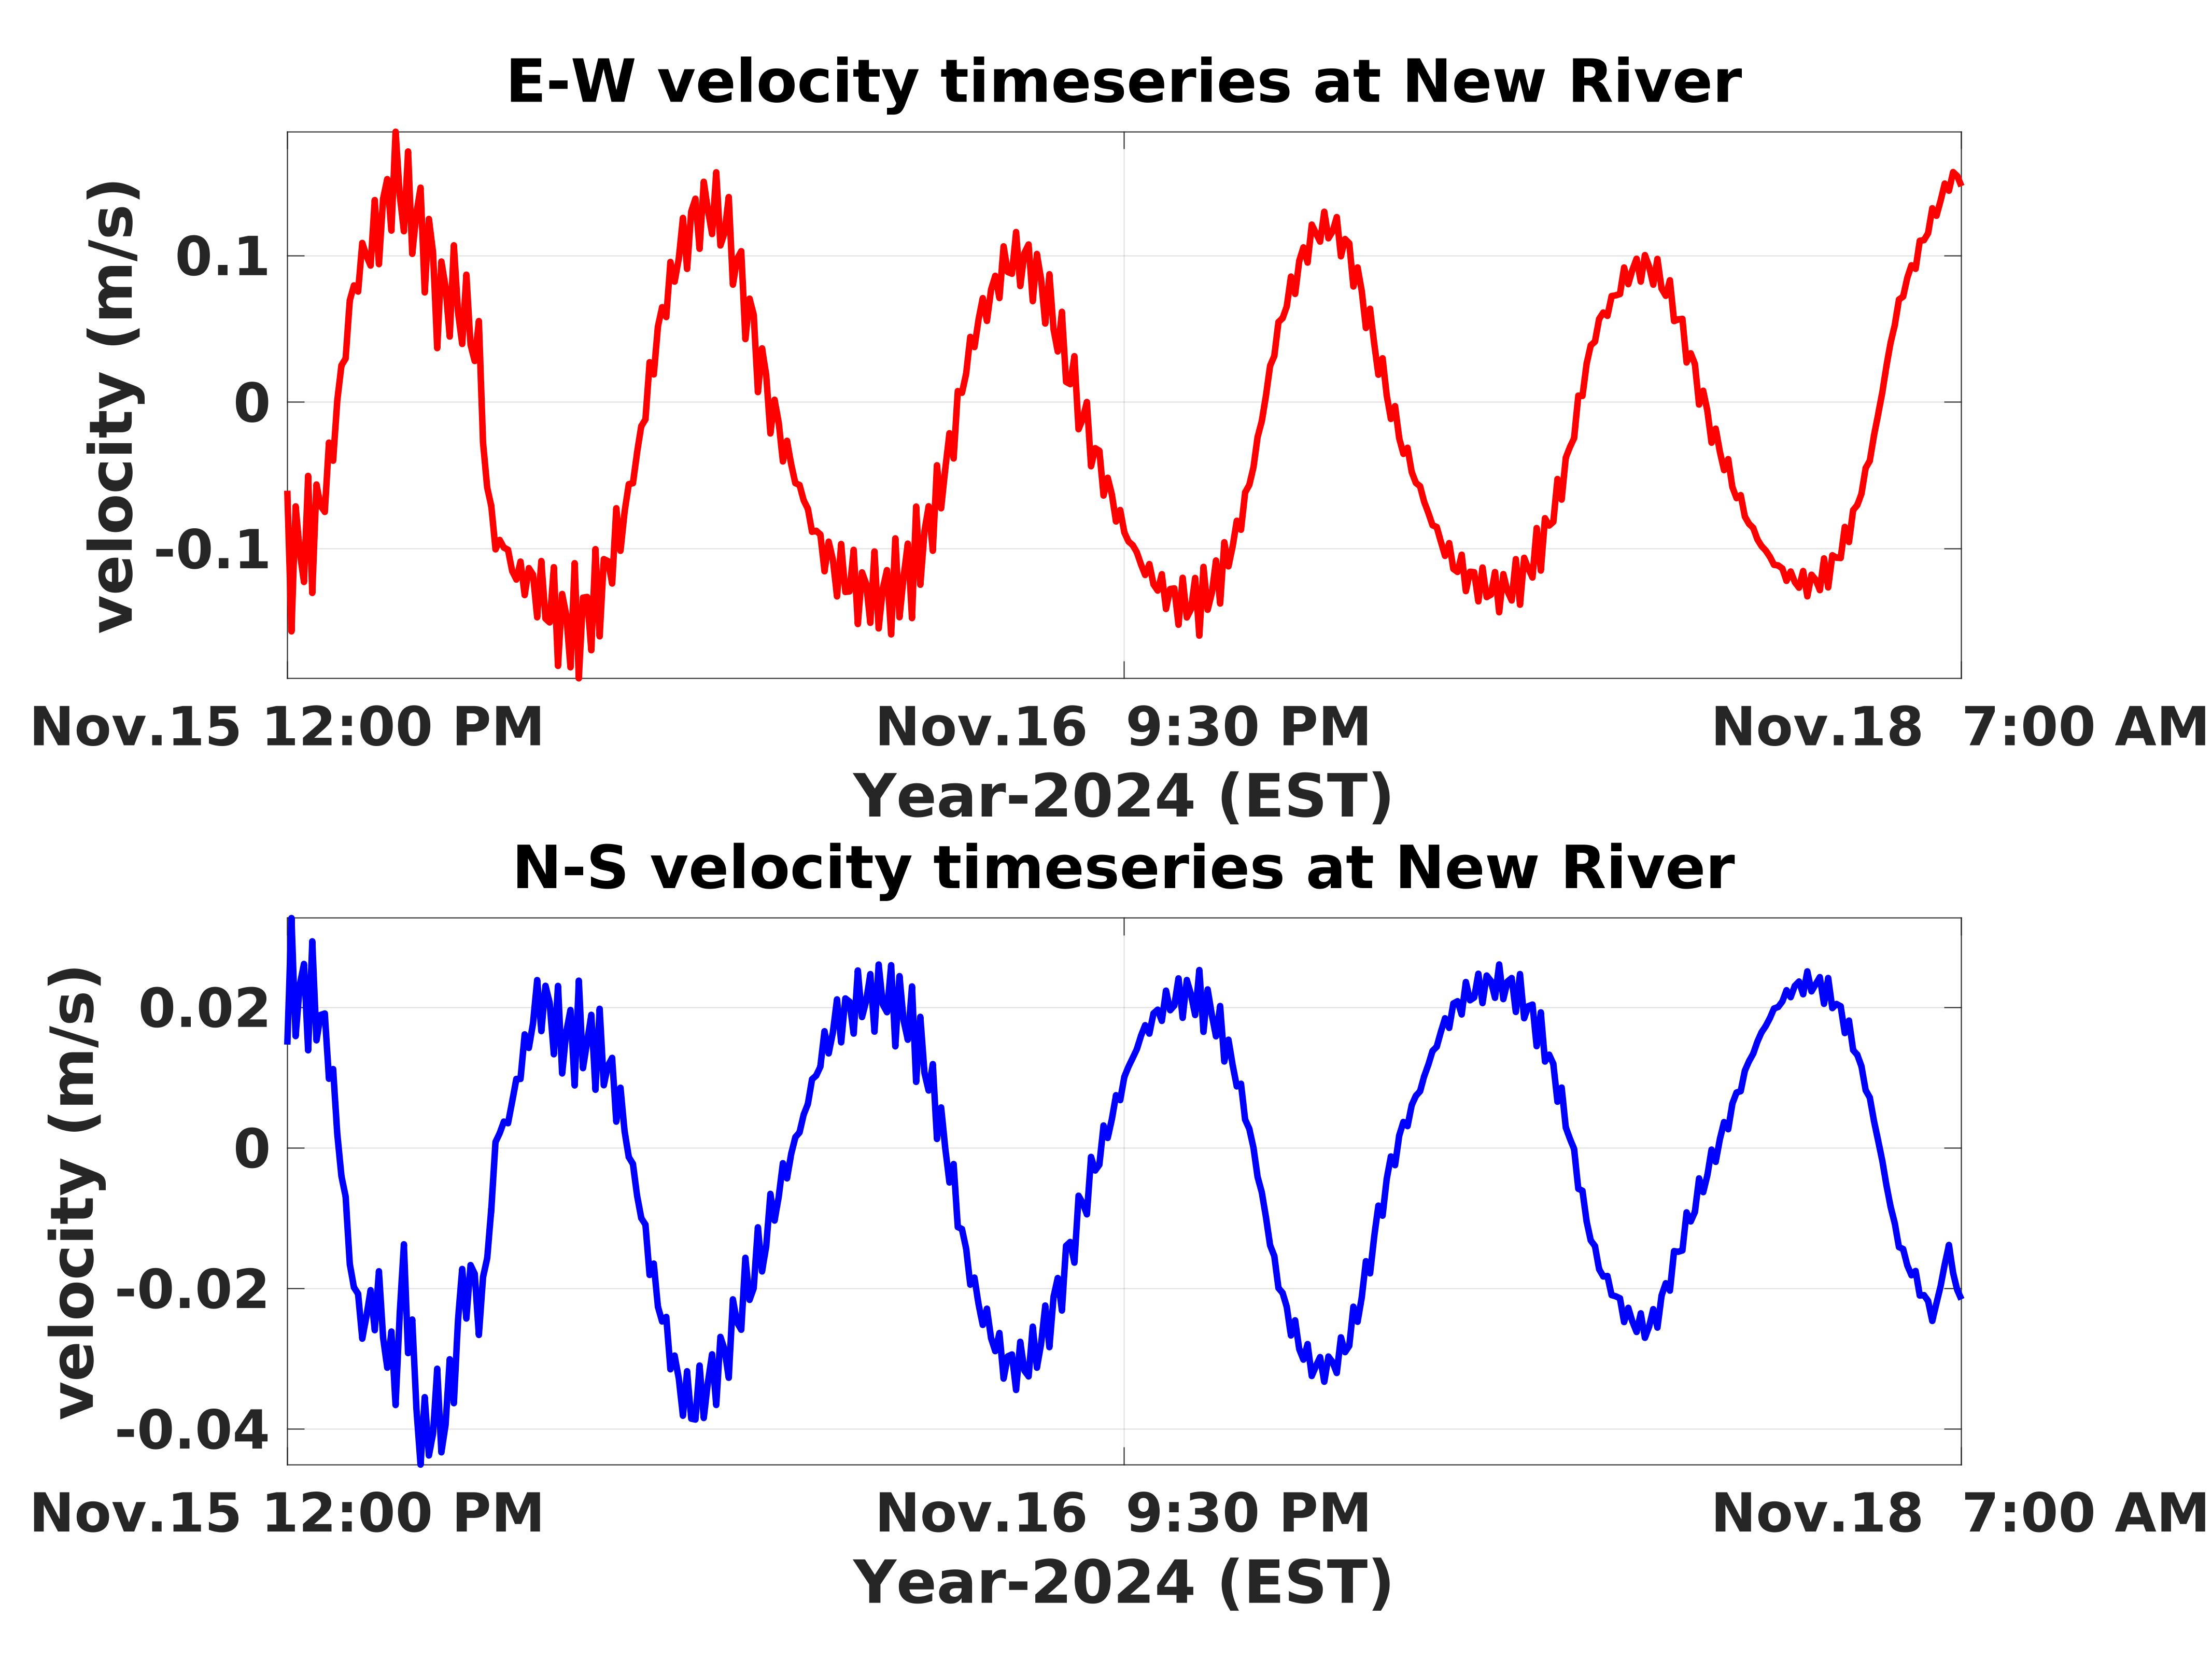 E-W velocity timeseries at New River
velocity (m/s)
0.1
0
-0.1
Nov.15 12:00 PM Nov.16  9:30 PM Nov.18  7:00 AM
Year-2024 (EST)
N-S velocity timeseries at New River
velocity (m/s)
0.02
0
-0.02
-0.04
Nov.15 12:00 PM Nov.16  9:30 PM Nov.18  7:00 AM
Year-2024 (EST)